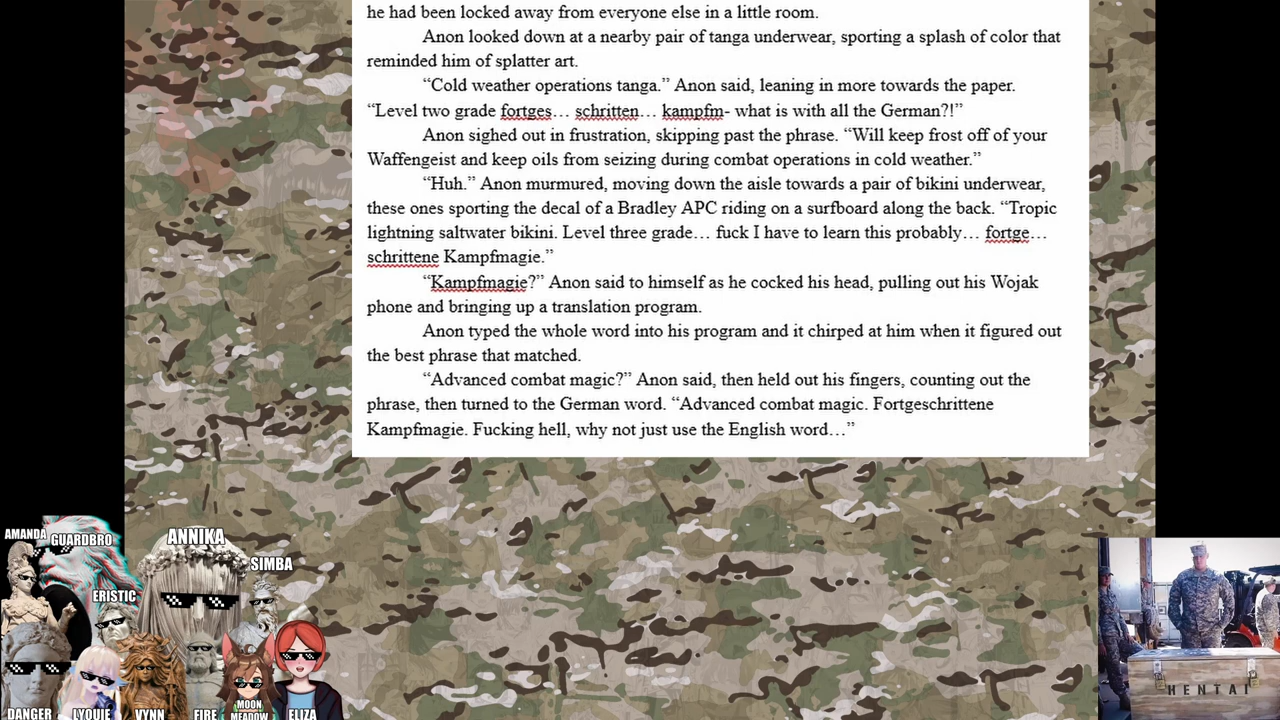 he had been locked away from everyone else in a little room.
Anon looked down at a nearby pair of tanga underwear, sporting a splash of color that
reminded him of splatter art.
“Cold weather operations tanga.” Anon said, leaning in more towards the paper.
“Level two grade fortges… schritten… kampfm- what is with all the German?!”
Anon sighed out in frustration, skipping past the phrase. “Will keep frost off of your
Waffengeist and keep oils from seizing during combat operations in cold weather.”
“Huh.” Anon murmured, moving down the aisle towards a pair of bikini underwear,
these ones sporting the decal of a Bradley APC riding on a surfboard along the back. “Tropic
lightning saltwater bikini. Level three grade… fuck I have to learn this probably… fortge…
schrittene Kampfmagie.”
“Kampfmagie?” Anon said to himself as he cocked his head, pulling out his Wojak
phone and bringing up a translation program.
Anon typed the whole word into his program and it chirped at him when it figured out
the best phrase that matched.
“Advanced combat magic?” Anon said, then held out his fingers, counting out the
phrase, then turned to the German word. “Advanced combat magic. Fortgeschrittene
Kampfmagie. Fucking hell, why not just use the English word…”
AMANDA
GUARDBRO
ANNIKA
SIMBA
ERISTIC
DANGER
LYQUIE
VYNN
FIRE
MOON
MEADOW
ELIZA
HENTAI